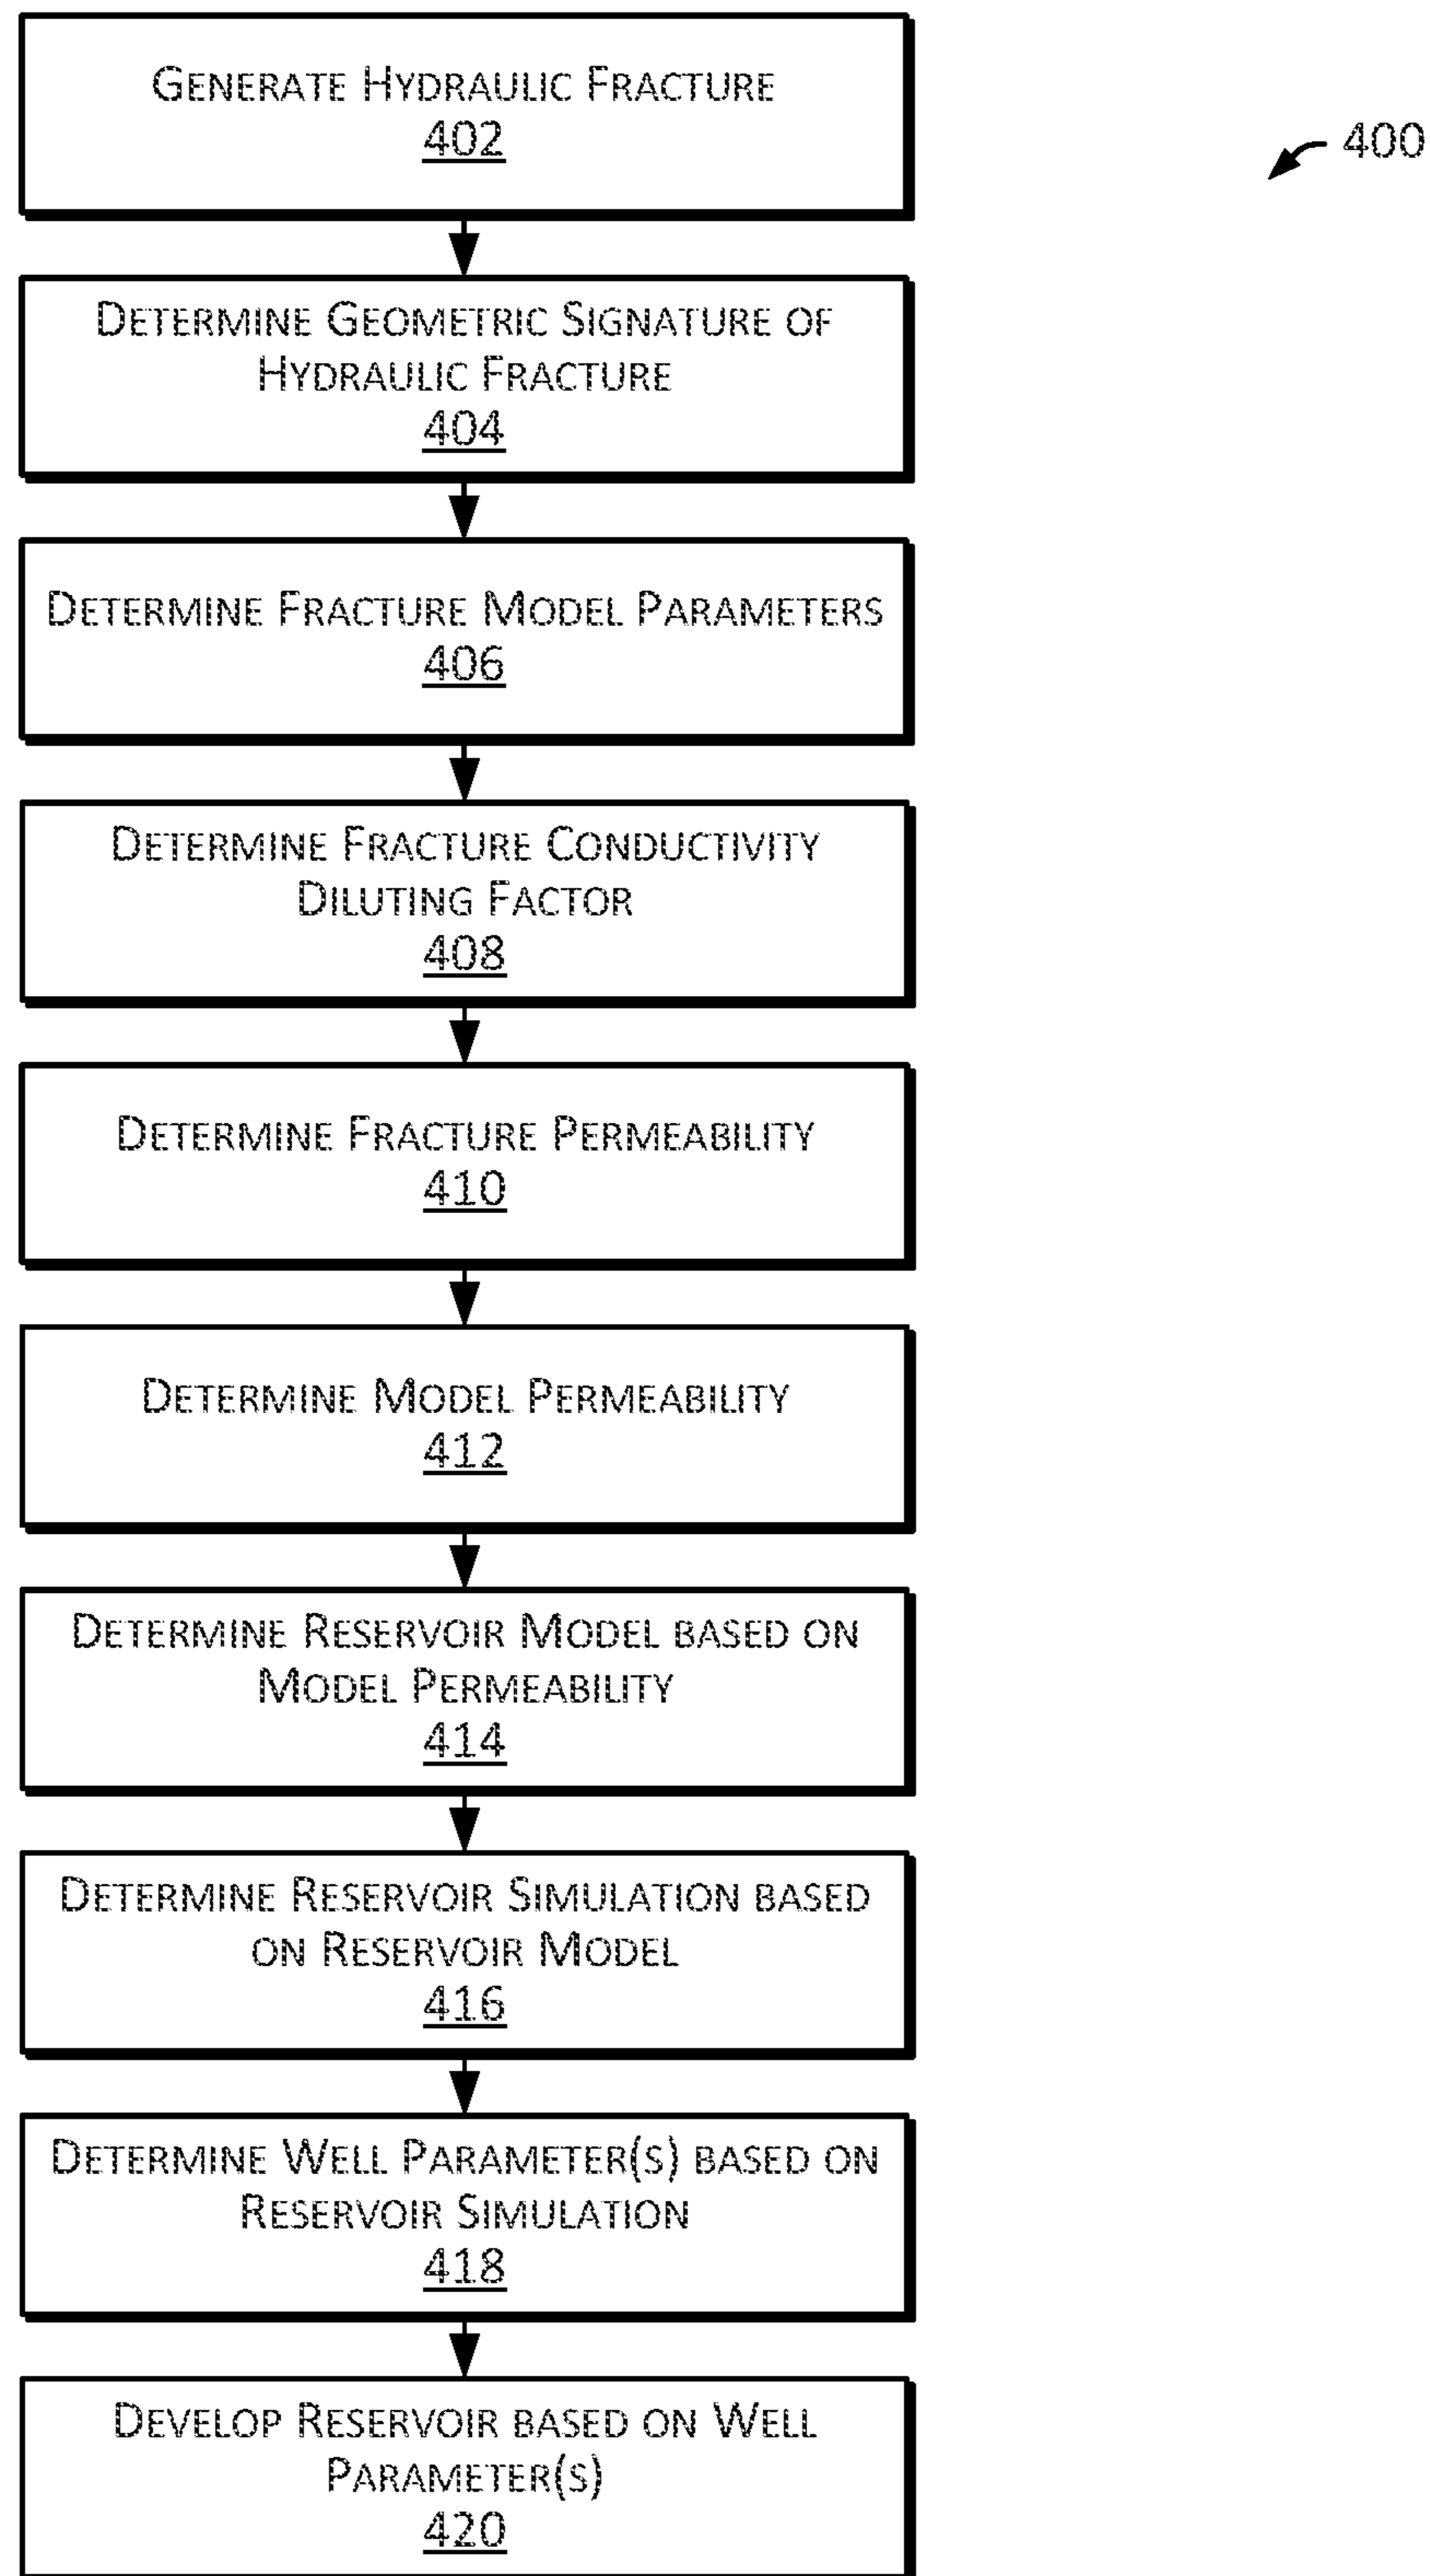 GENERATE HYDRAULIC FRACTURE
402
400
DETERMINE GEOMETRIC SIGNATURE OF
HYDRAULIC FRACTURE
404
DETERMINE FRACTURE MODEL PARAMETERS
406
DETERMINE FRACTURE CONDUCTIVITY
DILUTING FACTOR
408
DETERMINE FRACTURE PERMEABILITY
410
DETERMINE MODEL PERMEABILITY
412
DETERMINE RESERVOIR MODEL BASED ON
MODEL PERMEABILITY
414
DETERMINE RESERVOIR SIMULATION BASED
ON RESERVOIR MODEL
416
DETERMINE WELL PARAMETER(S) BASED ON
RESERVOIR SIMULATION
418
DEVELOP RESERVOIR BASED ON WELL
PARAMETER(S)
420